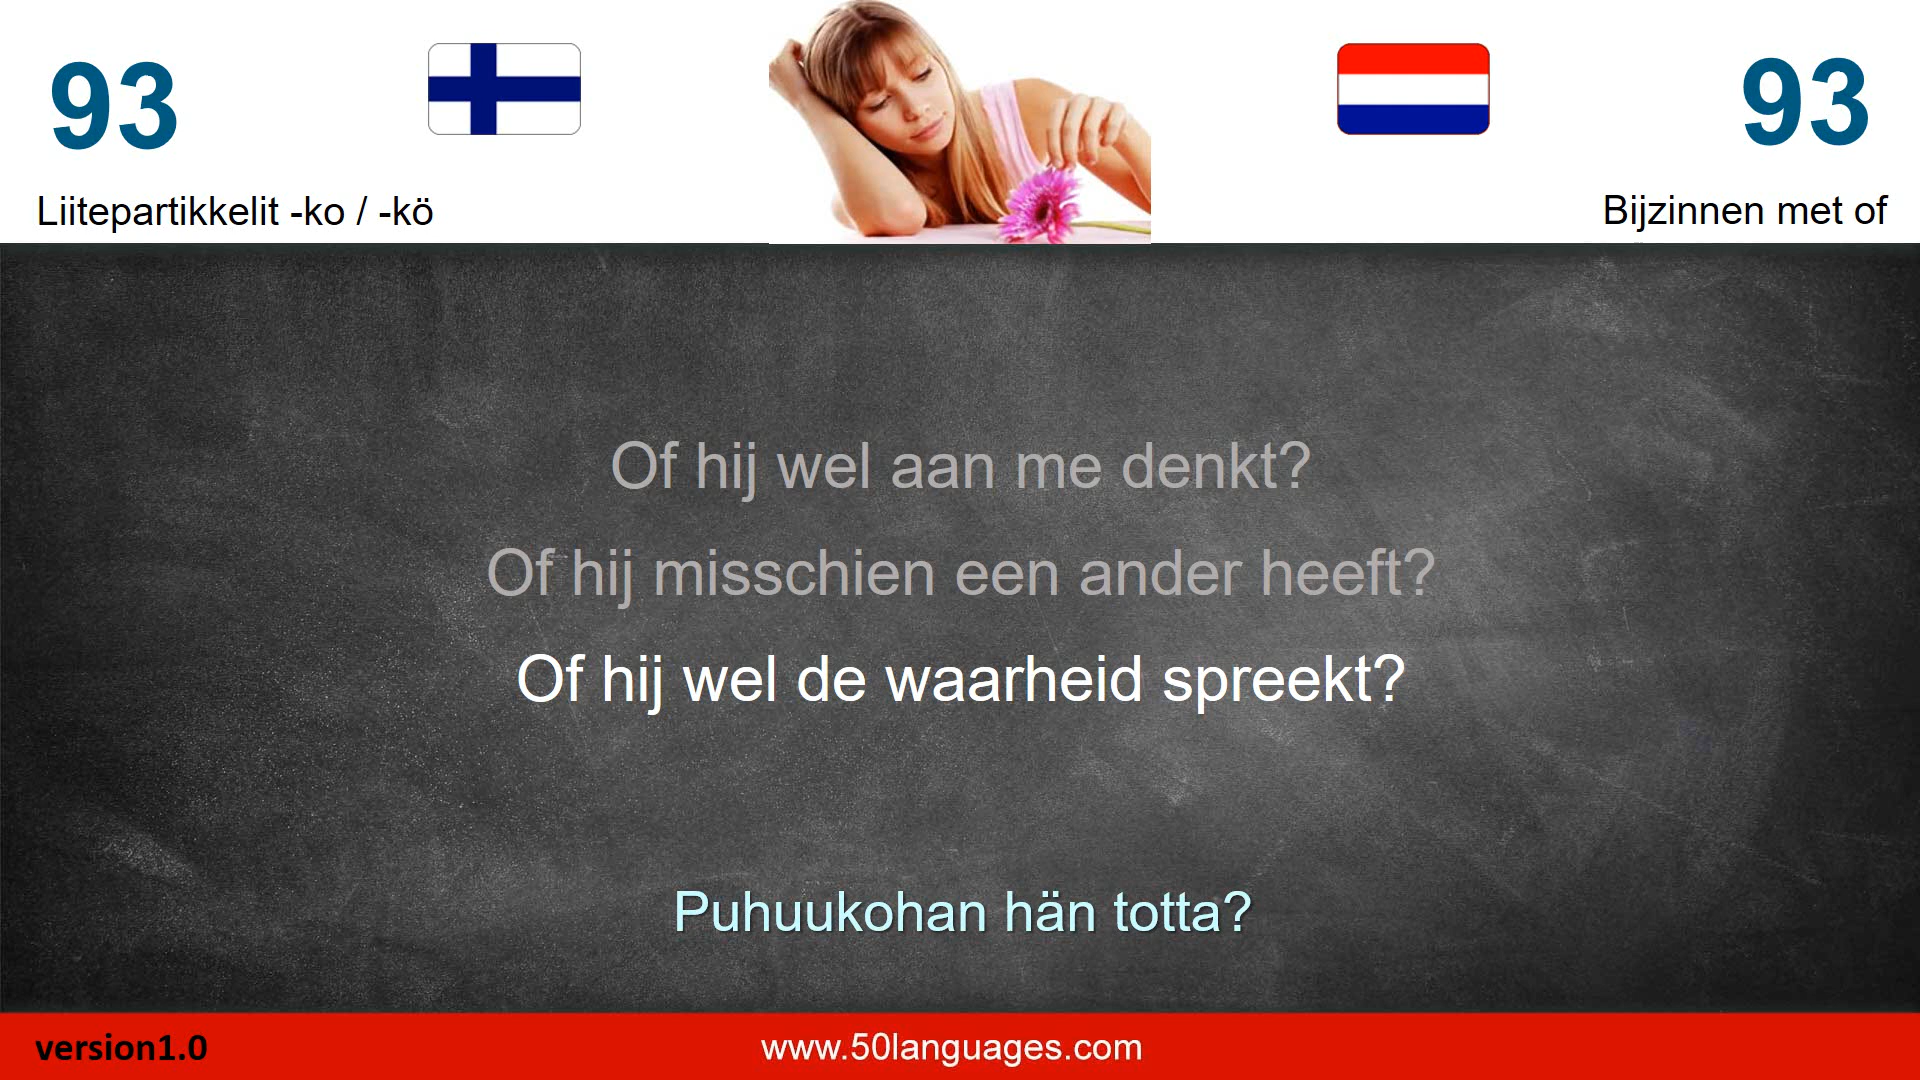 93
93
Liitepartikkelit -ko / -kö
Bijzinnen met of
Of hij wel aan me denkt?
Of hij misschien een ander heeft?
Of hij wel de waarheid spreekt?
Puhuukohan hän totta?
version1.0
www.50languages.com